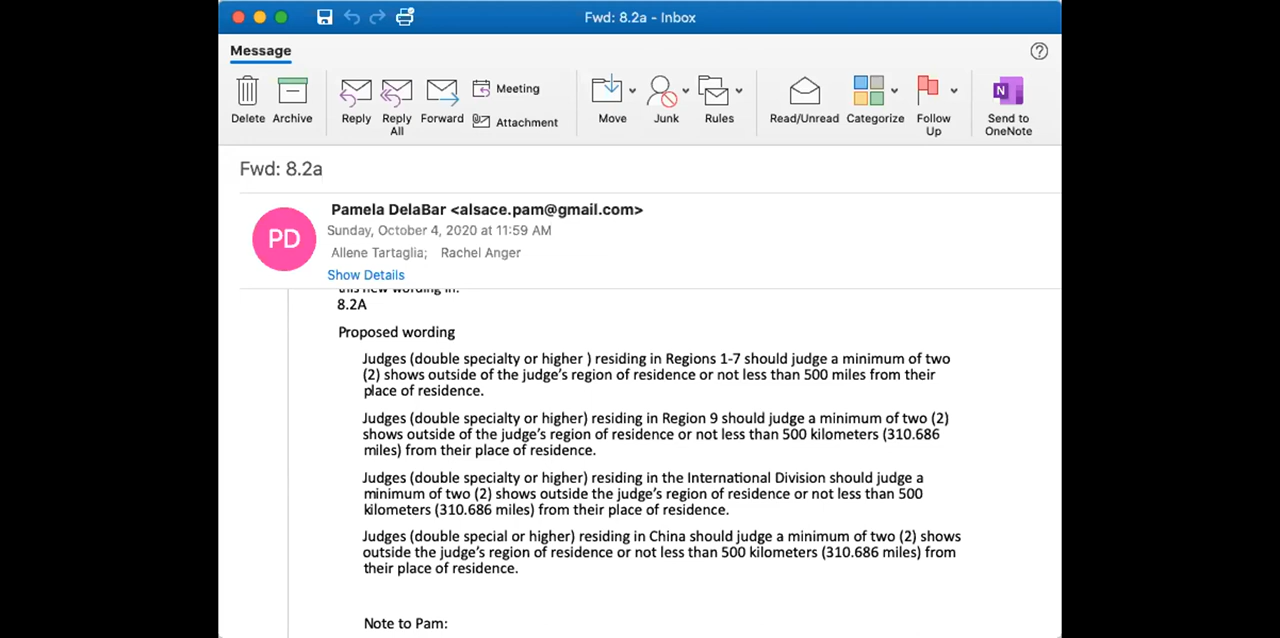 Fwd: 8.2a - Inbox
Message
Delete
Archive
Reply
Reply All
Forward
Meeting
Attachment
Move
Junk
Rules
Read/Unread
Categorize
Follow Up
N
Send to OneNote
Fwd: 8.2a
PD
Pamela DelaBar <alsace.pam@gmail.com>
Sunday, October 4, 2020 at 11:59 AM
Allene Tartaglia; Rachel Anger
Show Details
this new wording in.
8.2A
Proposed wording
Judges (double specialty or higher ) residing in Regions 1-7 should judge a minimum of two
(2) shows outside of the judge's region of residence or not less than 500 miles from their
place of residence.
Judges (double specialty or higher) residing in Region 9 should judge a minimum of two (2)
shows outside of the judge's region of residence or not less than 500 kilometers (310.686
miles) from their place of residence.
Judges (double specialty or higher) residing in the International Division should judge a
minimum of two (2) shows outside the judge's region of residence or not less than 500
kilometers (310.686 miles) from their place of residence.
Judges (double special or higher) residing in China should judge a minimum of two (2) shows
outside the judge's region of residence or not less than 500 kilometers (310.686 miles) from
their place of residence.
Note to Pam: